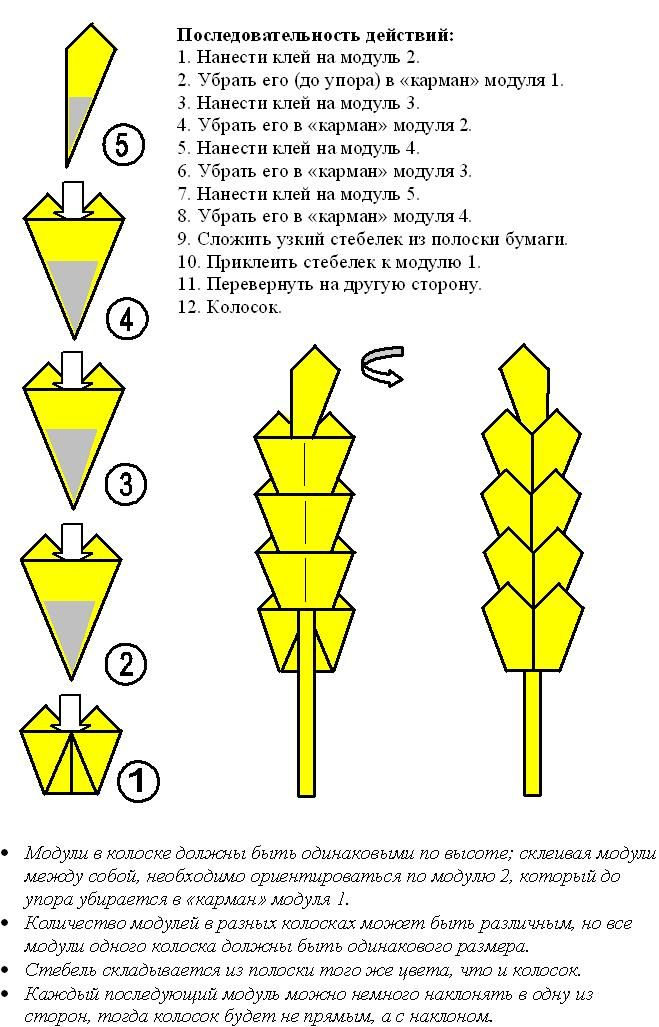 Последовательность действий:
1. Нанести клей на модуль 2.
2. Убрать его (до упора) в «карман» модуля 1.
3. Нанести клей на модуль 3.
4. Убрать его в «карман» модуля 2.
5. Нанести клей на модуль 4.
6. Убрать его в «карман» модуля 3.
7. Нанести клей на модуль 5.
8. Убрать его в «карман» модуля 4.
9. Сложить узкий стебелек из полоски бумаги.
10. Приклеить стебелек к модулю 1.
11. Перевернуть на другую сторону.
12. Колосок.
5
4
3
2
1
• Модули в колоске должны быть одинаковыми по высоте; склеивая модули
между собой, необходимо ориентироваться по модулю 2, который до
упора убирается в «карман» модуля 1.
• Количество модулей в разных колосках может быть различным, но все
модули одного колоска должны быть одинакового размера.
• Стебель складывается из полоски того же цвета, что и колосок.
• Каждый последующий модуль можно немного наклонять в одну из
сторон, тогда колосок будет не прямым, а с наклоном.